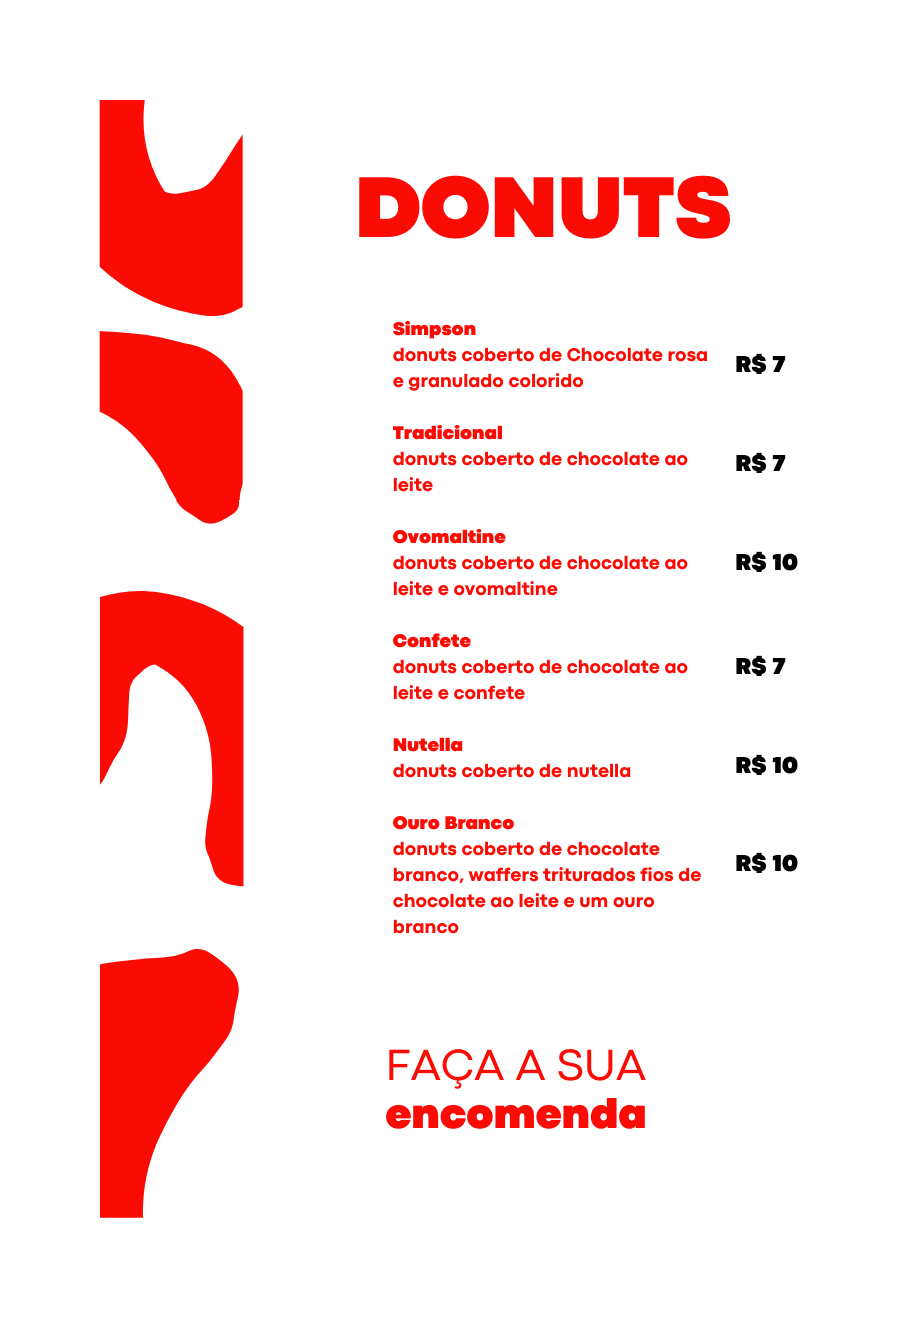 DONUTS
Simpson
donuts coberto de Chocolate rosa
e granulado colorido
R$ 7
Tradicional
donuts coberto de chocolate ao
leite
R$ 7
Ovomaltine
donuts coberto de chocolate ao
leite e ovomaltine
R$ 10
Confete
donuts coberto de chocolate ao
leite e confete
R$ 7
Nutella
donuts coberto de nutella
R$ 10
Ouro Branco
donuts coberto de chocolate
branco, waffers triturados fios de
chocolate ao leite e um ouro
branco
R$ 10
FAÇA A SUA
encomenda